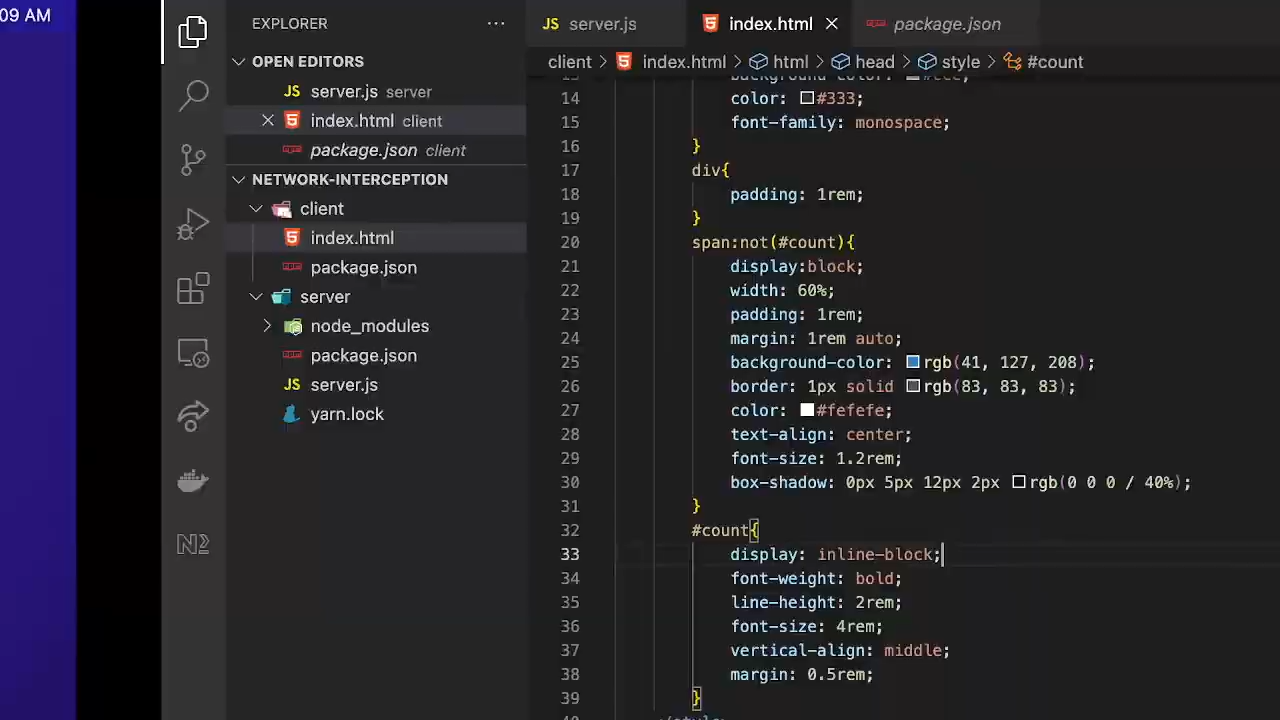 09 AM
EXPLORER
···
OPEN EDITORS
JS server.js server
index.html client
package.json client
NETWORK-INTERCEPTION
client
index.html
package.json
server
node_modules
package.json
JS server.js
yarn.lock
JS server.js
index.html
package.json
client > index.html > html > head > style > #count
14 color: #333;
15 font-family: monospace;
16 }
17 div{
18 padding: 1rem;
19 }
20 span:not(#count){
21 display:block;
22 width: 60%;
23 padding: 1rem;
24 margin: 1rem auto;
25 background-color: rgb(41, 127, 208);
26 border: 1px solid rgb(83, 83, 83);
27 color: #fefefe;
28 text-align: center;
29 font-size: 1.2rem;
30 box-shadow: 0px 5px 12px 2px rgb(0 0 0 / 40%);
31 }
32 #count{
33 display: inline-block;
34 font-weight: bold;
35 line-height: 2rem;
36 font-size: 4rem;
37 vertical-align: middle;
38 margin: 0.5rem;
39 }